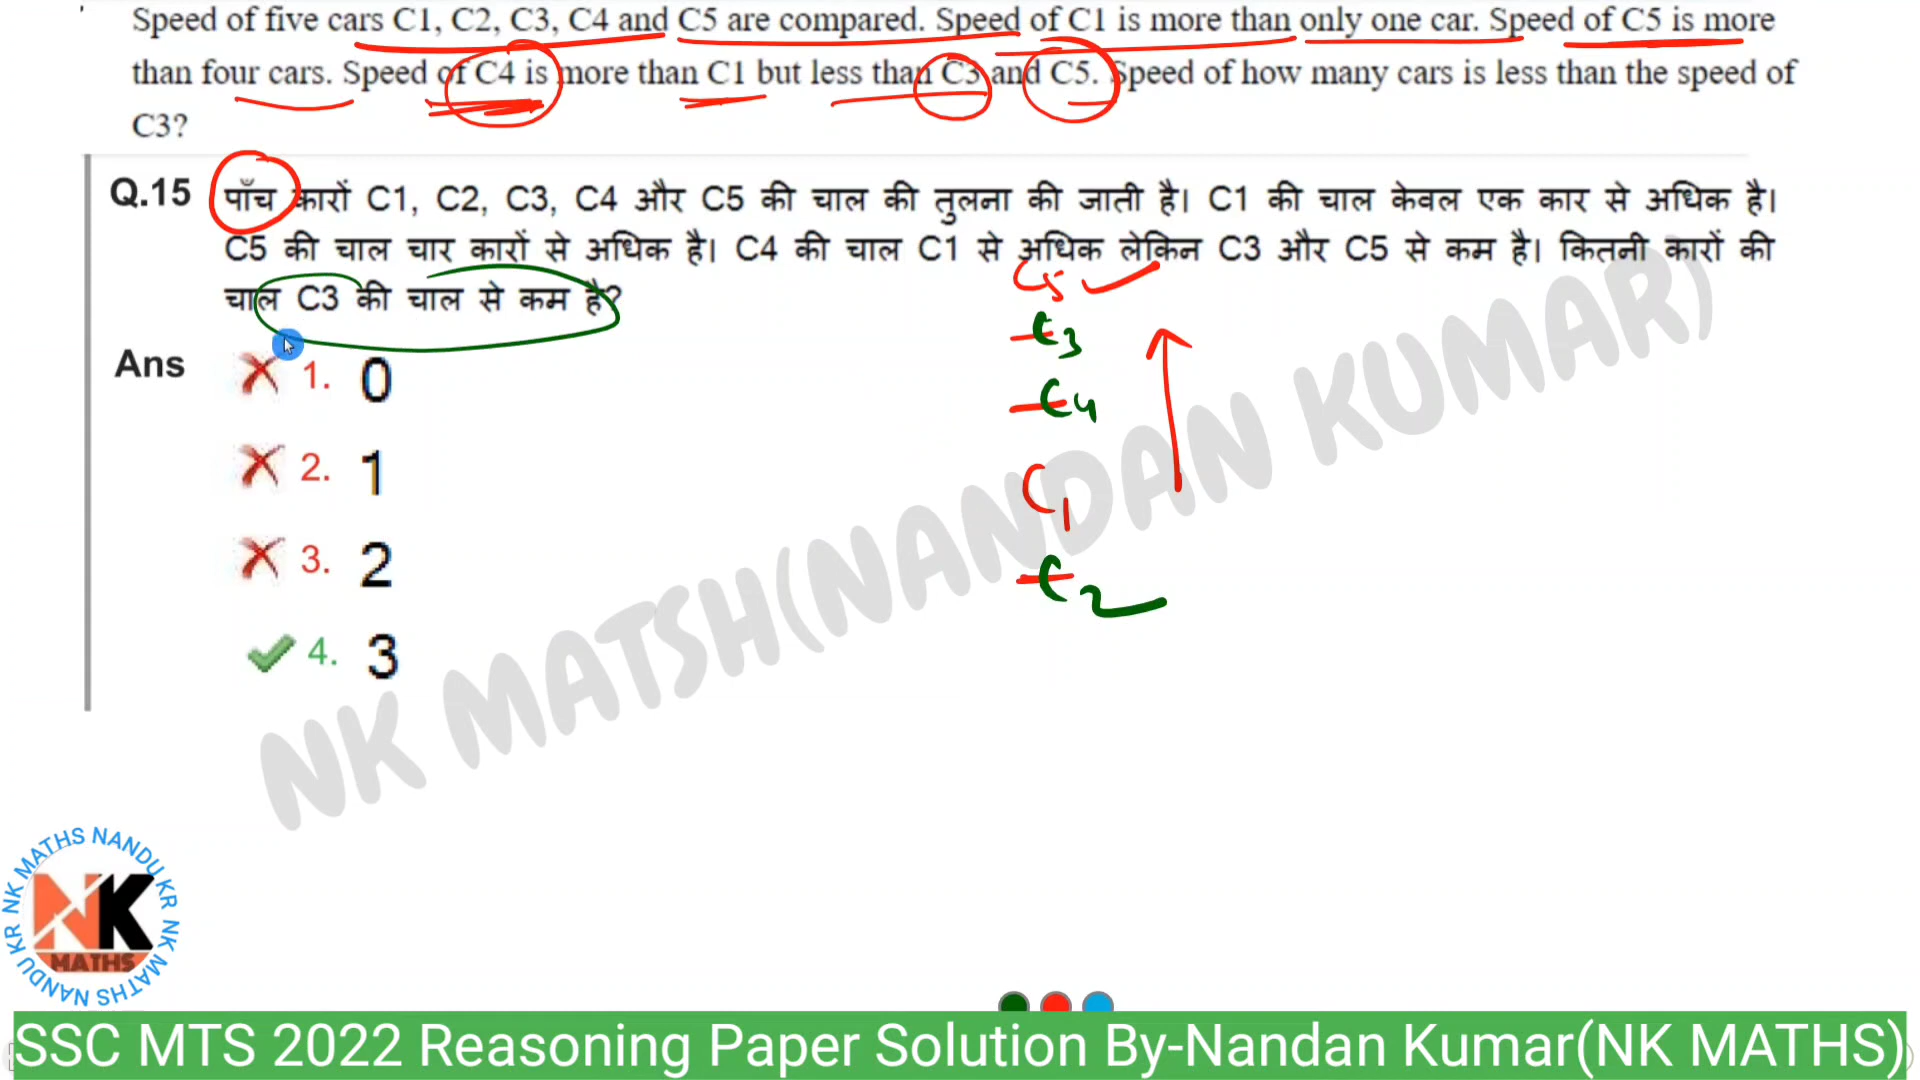 Speed of five cars C1, C2, C3, C4 and C5 are compared. Speed of C1 is more than only one car. Speed of C5 is more
than four cars. Speed of C4 is more than C1 but less than C3 and C5. Speed of how many cars is less than the speed of
C3?
Q.15 पाँच कारों C1, C2, C3, C4 और C5 की चाल की तुलना की जाती है। C1 की चाल केवल एक कार से अधिक है।
C5 की चाल चार कारों से अधिक है। C4 की चाल C1 से अधिक लेकिन C3 और C5 से कम है। कितनी कारों की
चाल C3 की चाल से कम है?
C5
C3
C4
C1
C2
Ans 1. 0
2. 1
3. 2
4. 3
NK MATSH(NANDAN KUMAR)
NK MATHS NANDU KR NK MATHS NANDU KR
NK
MATHS
SSC MTS 2022 Reasoning Paper Solution By-Nandan Kumar(NK MATHS)